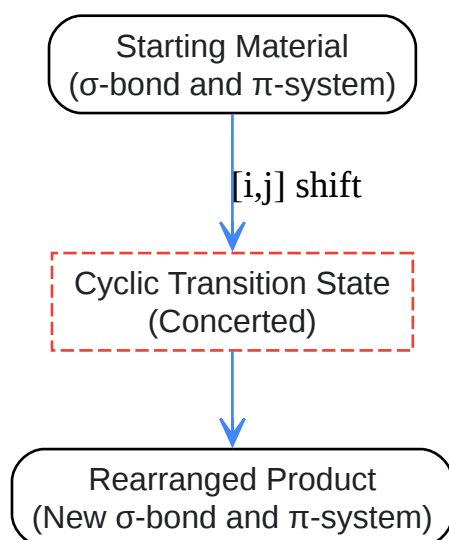 Starting Material
(σ-bond and π-system)
[i,j] shift
Cyclic Transition State
(Concerted)
Rearranged Product
(New σ-bond and π-system)